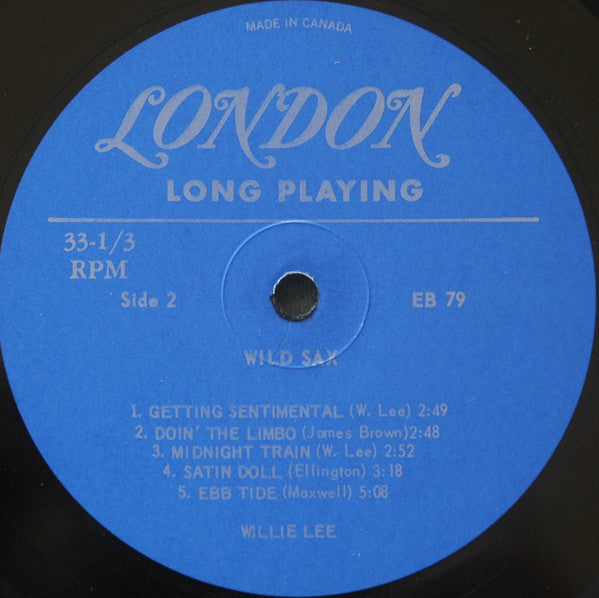 MADE IN CANADA
LONDON
LONG PLAYING
33-1/3
RPM
Side 2
EB 79
WILD SAX
1. GETTING SENTIMENTAL (W. Lee) 2:49
2. DOIN' THE LIMBO (James Brown)2:48
3. MIDNIGHT TRAIN (W. Lee) 2:52
4. SATIN DOLL (Ellington) 3:18
5. EBB TIDE (Maxwell) 5:08
WILLIE LEE